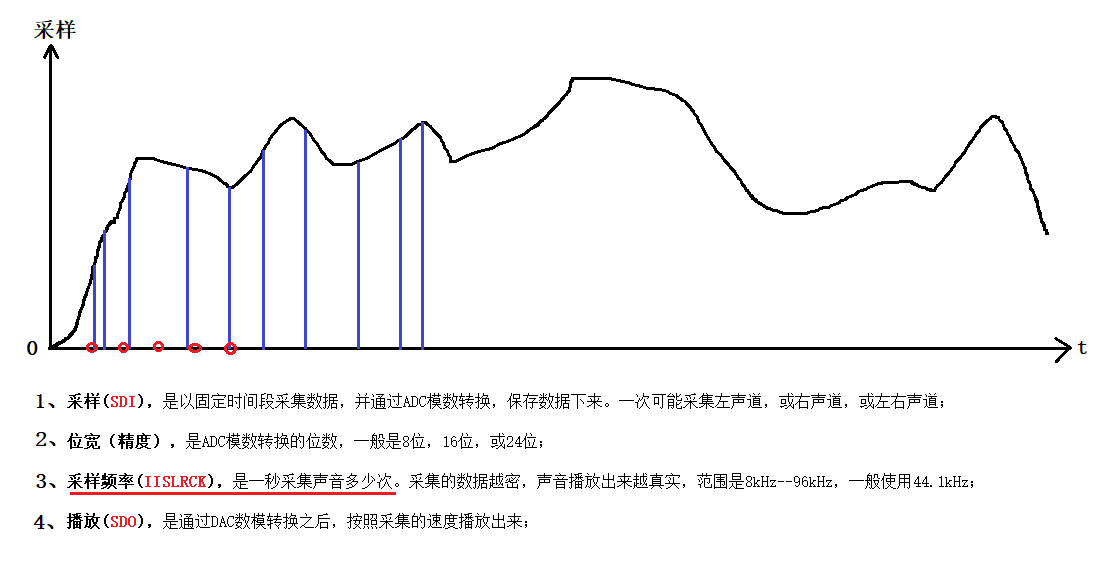 采样
0
t
1、采样(SDI)，是以固定时间段采集数据，并通过ADC模数转换，保存数据下来。一次可能采集左声道，或右声道，或左右声道；
2、位宽（精度），是ADC模数转换的位数，一般是8位，16位，或24位；
3、采样频率(IISLRCK)，是一秒采集声音多少次。采集的数据越密，声音播放出来越真实，范围是8kHz--96kHz，一般使用44.1kHz；
4、播放(SDO)，是通过DAC数模转换之后，按照采集的速度播放出来；